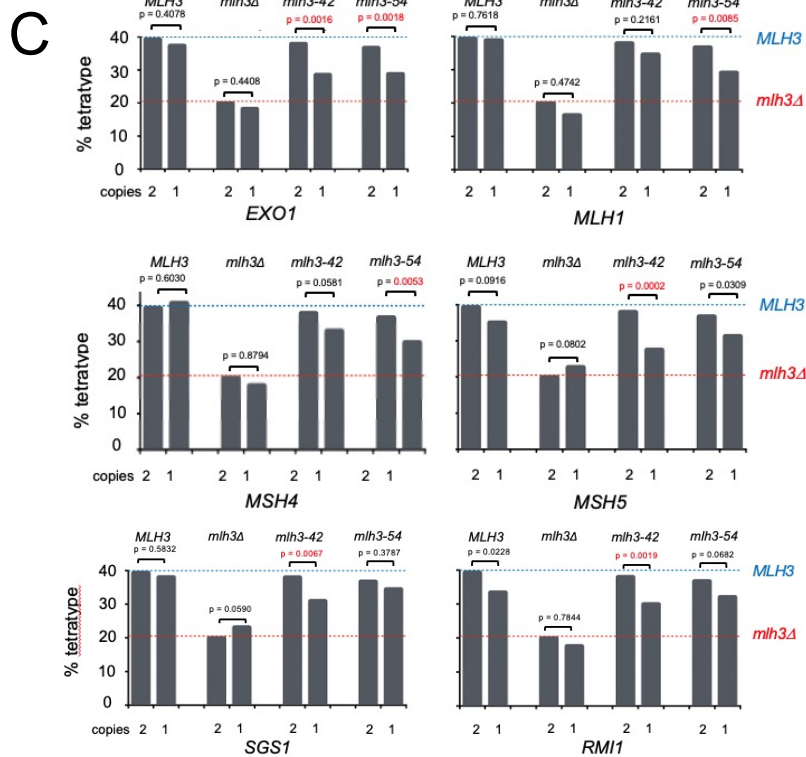 C
MLH3 mlh3Δ mlh3-42 mlh3-54
p = 0.4078 p = 0.0016 p = 0.0018
p = 0.4408
% tetratype
40
30
20
10
0
copies 2 1 2 1 2 1 2 1
EXO1
MLH3 mlh3Δ mlh3-42 mlh3-54
p = 0.7618 p = 0.2161 p = 0.0085
p = 0.4742
MLH3
mlh3Δ
2 1 2 1 2 1 2 1
MLH1
MLH3 mlh3Δ mlh3-42 mlh3-54
p = 0.6030 p = 0.0581 p = 0.0053
p = 0.8794
% tetratype
40
30
20
10
0
copies 2 1 2 1 2 1 2 1
MSH4
MLH3 mlh3Δ mlh3-42 mlh3-54
p = 0.0916 p = 0.0002 p = 0.0309
p = 0.0802
MLH3
mlh3Δ
2 1 2 1 2 1 2 1
MSH5
MLH3 mlh3Δ mlh3-42 mlh3-54
p = 0.5832 p = 0.0067 p = 0.3787
p = 0.0590
% tetratype
40
30
20
10
0
copies 2 1 2 1 2 1 2 1
SGS1
MLH3 mlh3Δ mlh3-42 mlh3-54
p = 0.0228 p = 0.0019 p = 0.0682
p = 0.7844
MLH3
mlh3Δ
2 1 2 1 2 1 2 1
RMI1